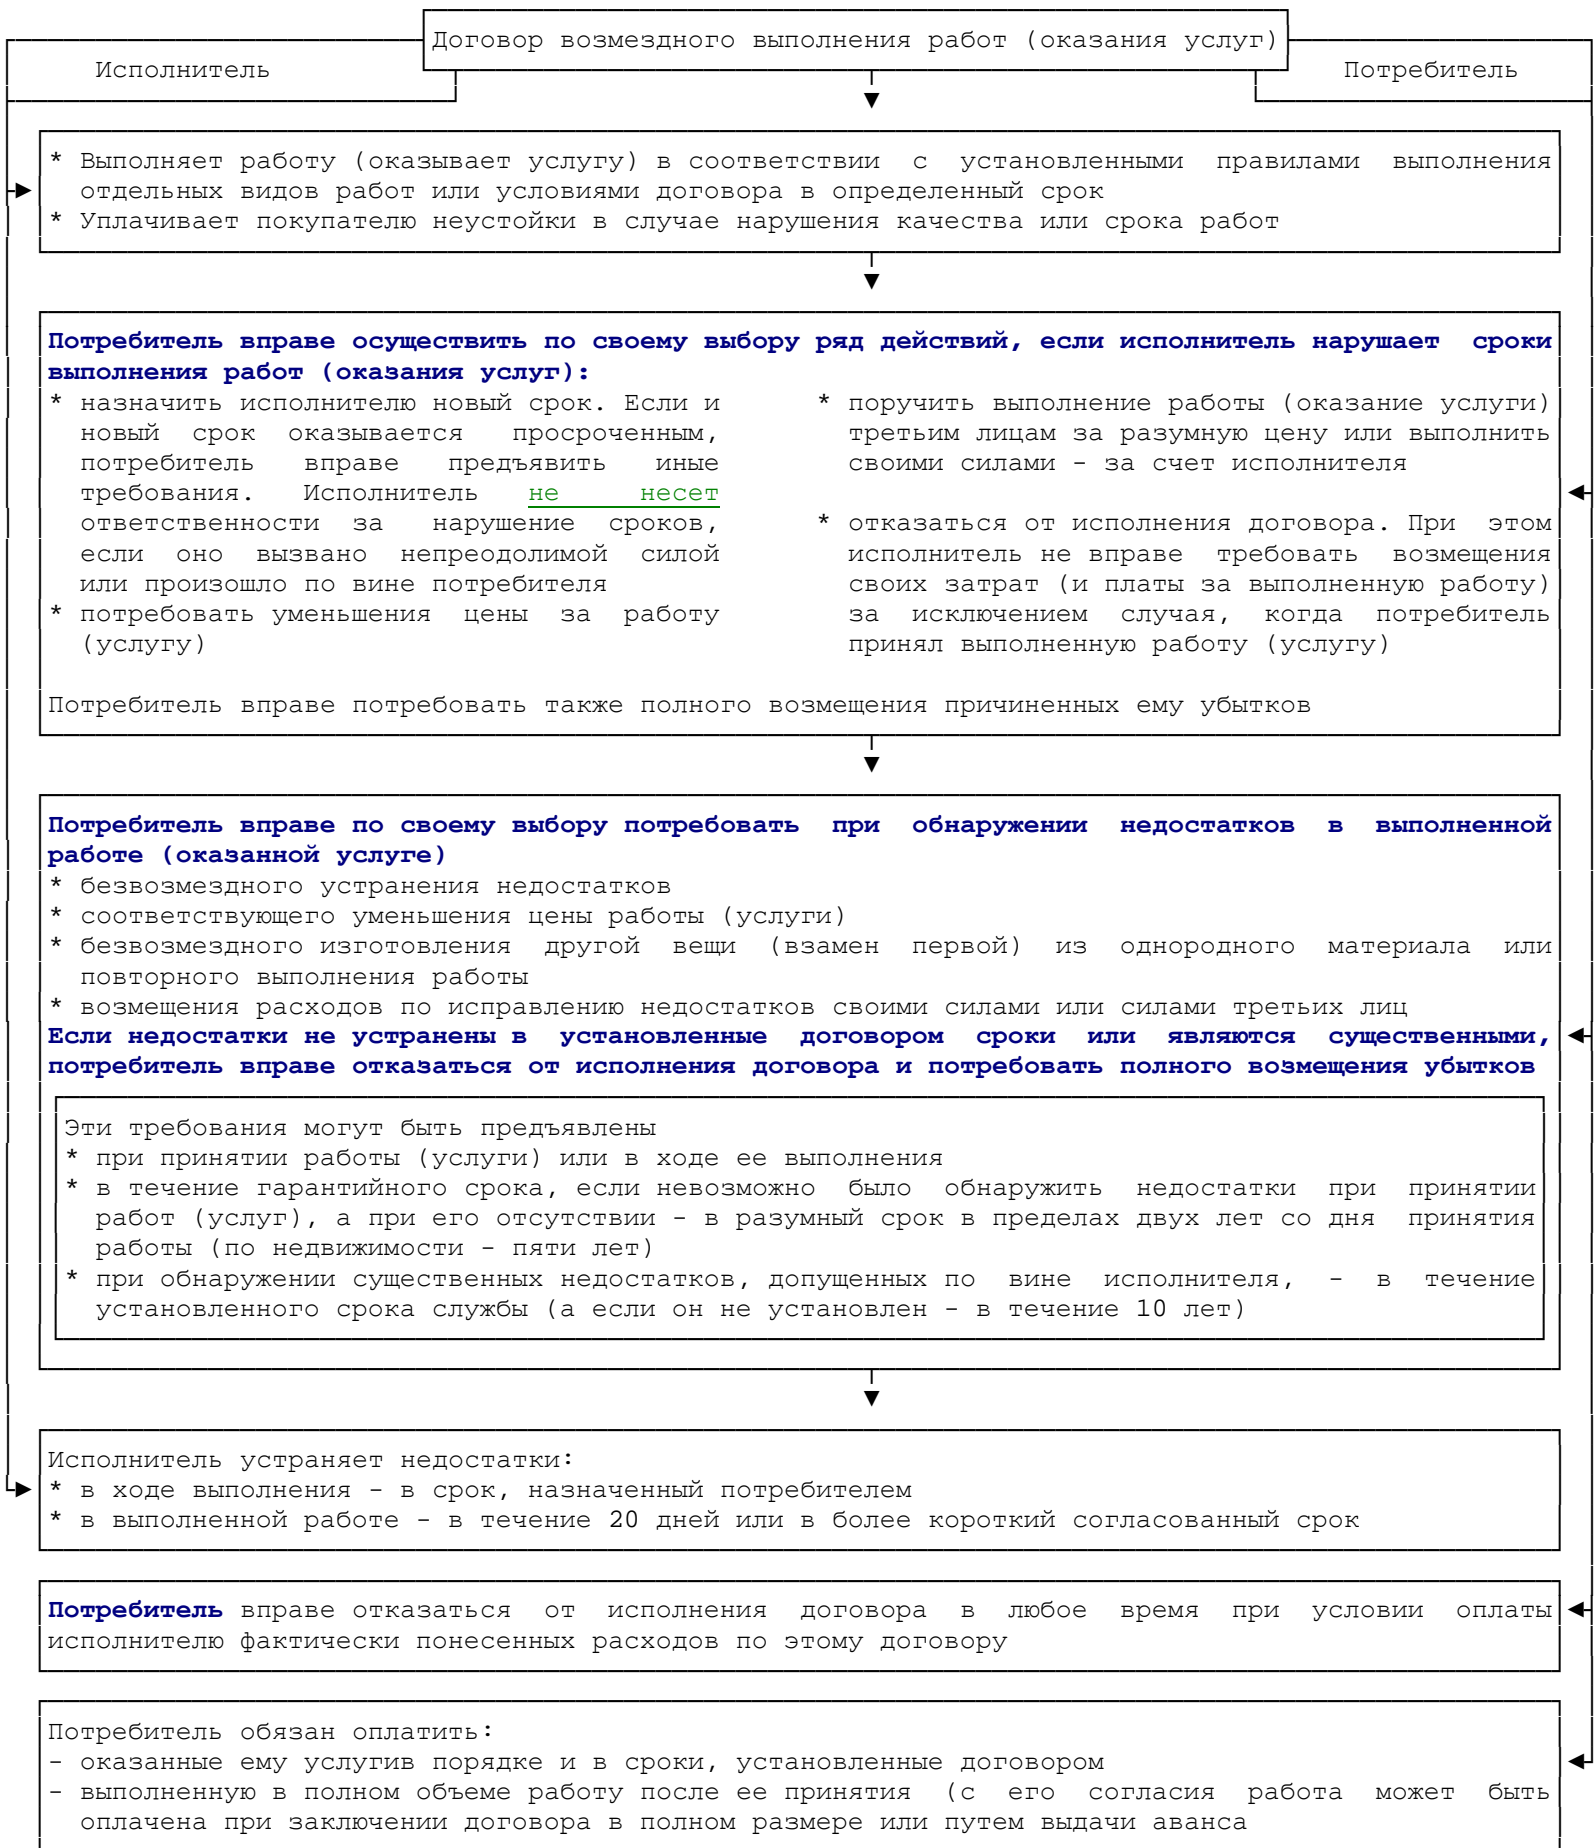 Договор возмездного выполнения работ (оказания услуг)
Исполнитель
Потребитель
* Выполняет работу (оказывает услугу) в соответствии с установленными правилами выполнения
отдельных видов работ или условиями договора в определенный срок
* Уплачивает покупателю неустойки в случае нарушения качества или срока работ
Потребитель вправе осуществить по своему выбору ряд действий, если исполнитель нарушает сроки
выполнения работ (оказания услуг):
* назначить исполнителю новый срок. Если и
новый срок оказывается просроченным,
потребитель вправе предъявить иные
требования. Исполнитель не несет
ответственности за нарушение сроков,
если оно вызвано непреодолимой силой
или произошло по вине потребителя
* потребовать уменьшения цены за работу
(услугу)
* поручить выполнение работы (оказание услуги)
третьим лицам за разумную цену или выполнить
своими силами - за счет исполнителя
* отказаться от исполнения договора. При этом
исполнитель не вправе требовать возмещения
своих затрат (и платы за выполненную работу)
за исключением случая, когда потребитель
принял выполненную работу (услугу)
Потребитель вправе потребовать также полного возмещения причиненных ему убытков
Потребитель вправе по своему выбору потребовать при обнаружении недостатков в выполненной
работе (оказанной услуге)
* безвозмездного устранения недостатков
* соответствующего уменьшения цены работы (услуги)
* безвозмездного изготовления другой вещи (взамен первой) из однородного материала или
повторного выполнения работы
* возмещения расходов по исправлению недостатков своими силами или силами третьих лиц
Если недостатки не устранены в установленные договором сроки или являются существенными,
потребитель вправе отказаться от исполнения договора и потребовать полного возмещения убытков
Эти требования могут быть предъявлены
* при принятии работы (услуги) или в ходе ее выполнения
* в течение гарантийного срока, если невозможно было обнаружить недостатки при принятии
работ (услуг), а при его отсутствии - в разумный срок в пределах двух лет со дня принятия
работы (по недвижимости - пяти лет)
* при обнаружении существенных недостатков, допущенных по вине исполнителя, - в течение
установленного срока службы (а если он не установлен - в течение 10 лет)
Исполнитель устраняет недостатки:
* в ходе выполнения - в срок, назначенный потребителем
* в выполненной работе - в течение 20 дней или в более короткий согласованный срок
Потребитель вправе отказаться от исполнения договора в любое время при условии оплаты
исполнителю фактически понесенных расходов по этому договору
Потребитель обязан оплатить:
- оказанные ему услугив порядке и в сроки, установленные договором
- выполненную в полном объеме работу после ее принятия (с его согласия работа может быть
оплачена при заключении договора в полном размере или путем выдачи аванса